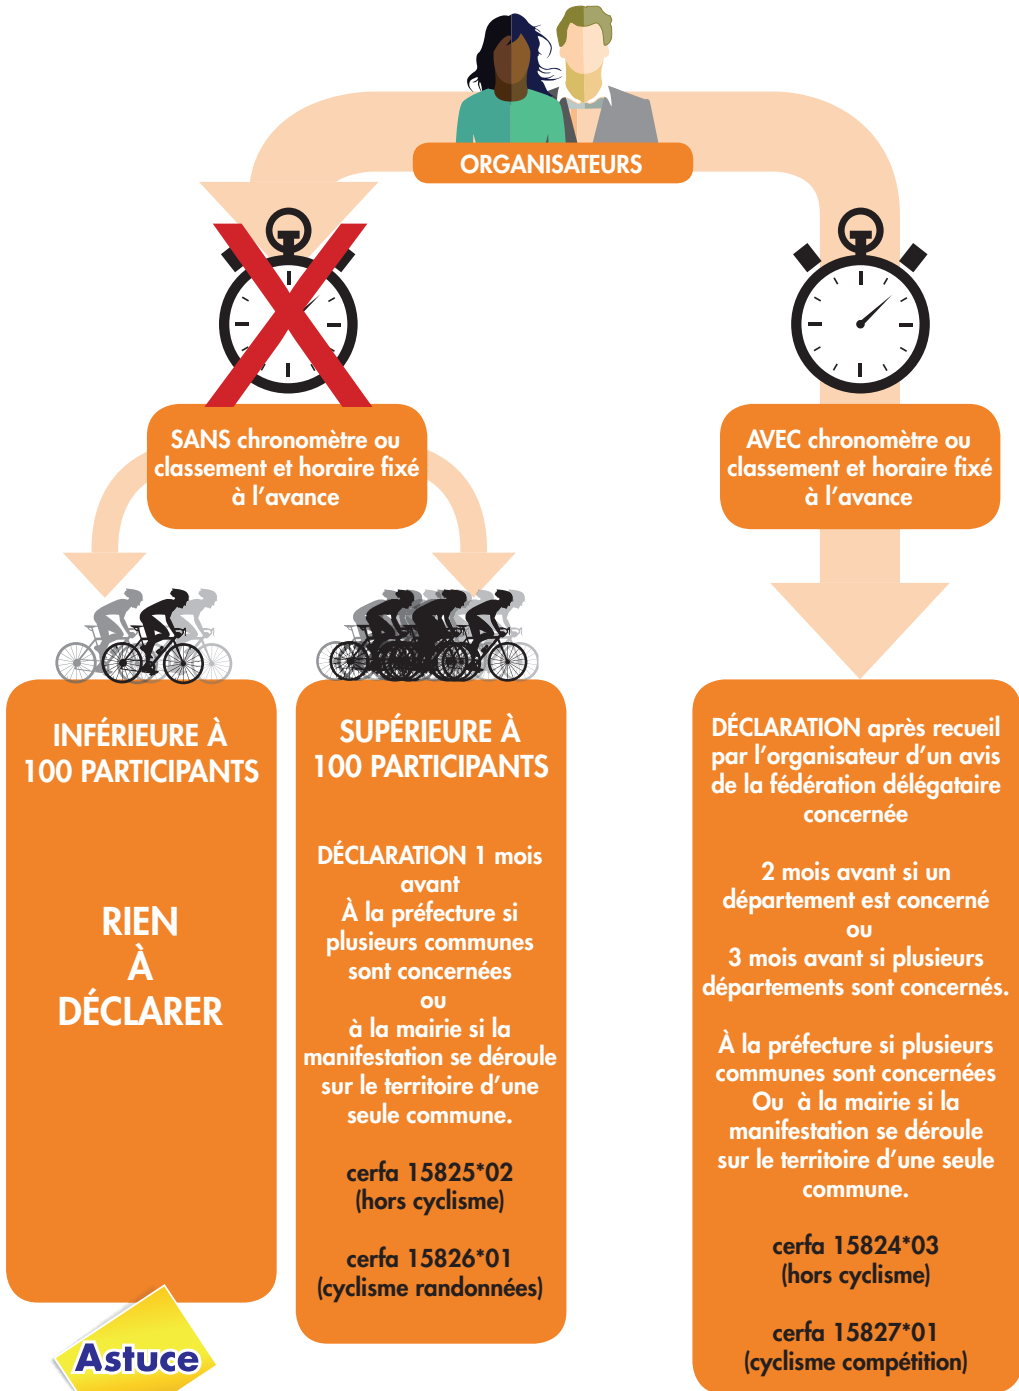 ORGANISATEURS
SANS chronomètre ou
classement et horaire fixé
à l’avance
AVEC chronomètre ou
classement et horaire fixé
à l’avance
INFÉRIEURE À
100 PARTICIPANTS
RIEN
À
DÉCLARER
SUPÉRIEURE À
100 PARTICIPANTS
DÉCLARATION 1 mois
avant
À la préfecture si
plusieurs communes
sont concernées
ou
à la mairie si la
manifestation se déroule
sur le territoire d’une
seule commune.
cerfa 15825*02
(hors cyclisme)
cerfa 15826*01
(cyclisme randonnées)
DÉCLARATION après recueil
par l’organisateur d’un avis
de la fédération délégataire
concernée
2 mois avant si un
département est concerné
ou
3 mois avant si plusieurs
départements sont concernés.
À la préfecture si plusieurs
communes sont concernées
Ou à la mairie si la
manifestation se déroule
sur le territoire d’une seule
commune.
cerfa 15824*03
(hors cyclisme)
cerfa 15827*01
(cyclisme compétition)
Astuce